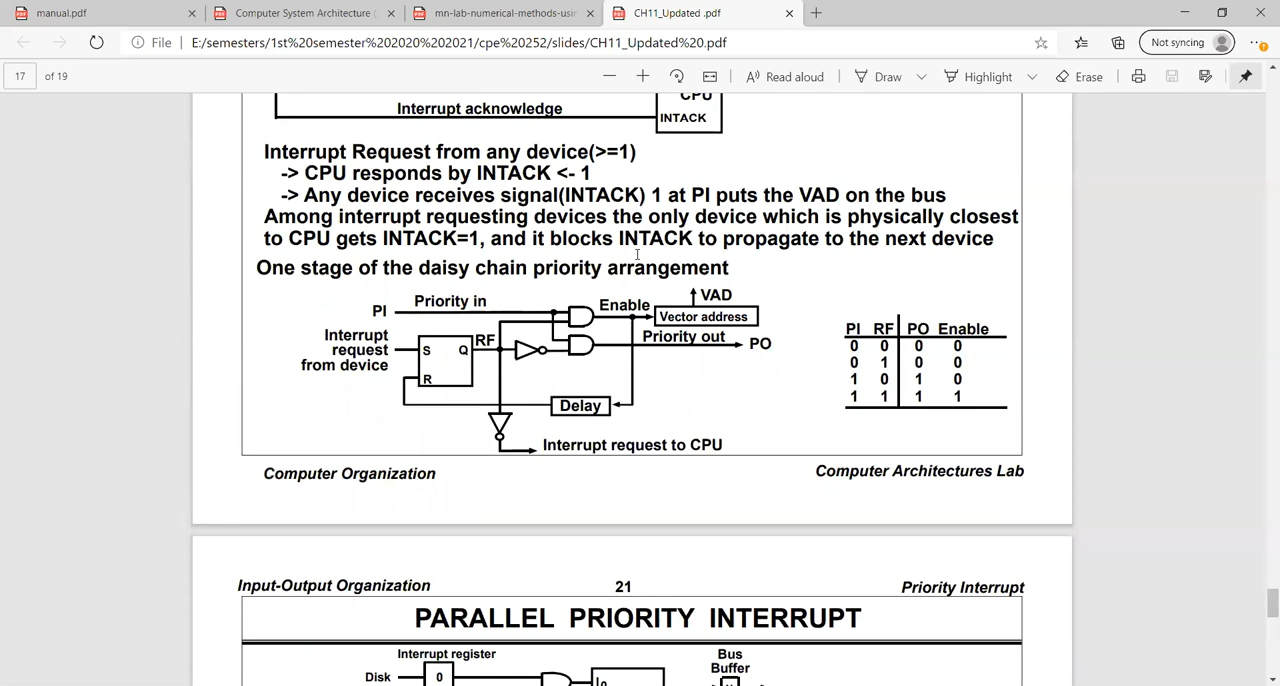 manual.pdf
Computer System Architecture (
mn-lab-numerical-methods-usin
CH11_Updated .pdf
File
E:/semesters/1st%20semester%202020%202021/cpe%20252/slides/CH11_Updated%20.pdf
Not syncing
17 of 19
Read aloud
Draw
Highlight
Erase
Interrupt acknowledge
CPU
INTACK
Interrupt Request from any device(>=1)
-> CPU responds by INTACK <- 1
-> Any device receives signal(INTACK) 1 at PI puts the VAD on the bus
Among interrupt requesting devices the only device which is physically closest
to CPU gets INTACK=1, and it blocks INTACK to propagate to the next device
One stage of the daisy chain priority arrangement
PI
Priority in
Enable
VAD
Vector address
Interrupt
request
from device
S Q
R
RF
Priority out
PO
Delay
Interrupt request to CPU
PI RF PO Enable
0 0 0 0
0 1 0 0
1 0 1 0
1 1 1 1
Computer Organization
Computer Architectures Lab
Input-Output Organization
21
Priority Interrupt
PARALLEL PRIORITY INTERRUPT
Interrupt register
Bus
Buffer
Disk
0
I0